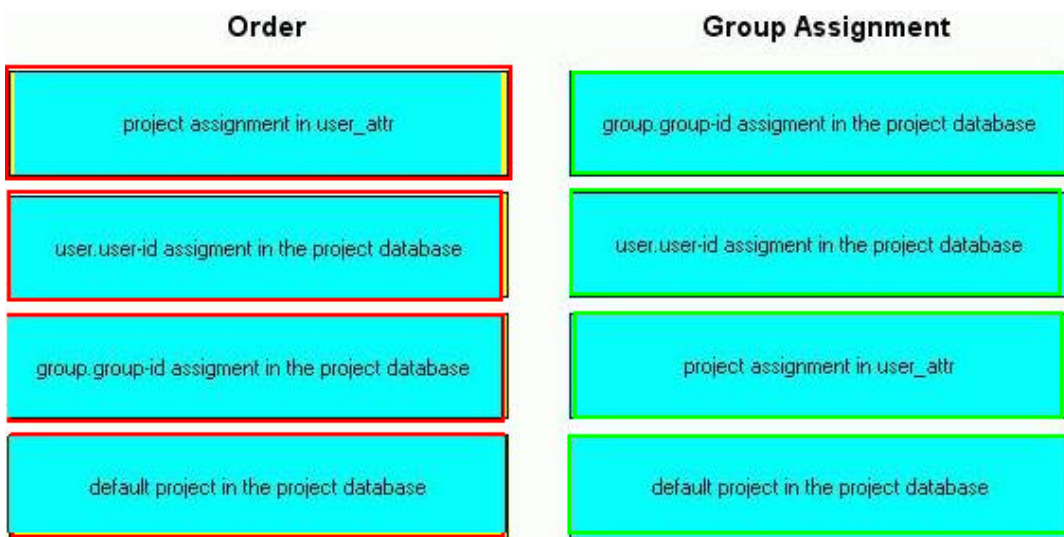 Order
Group Assignment
project assignment in user_attr
group.group-id assigment in the project database
user.user-id assigment in the project database
user.user-id assigment in the project database
group.group-id assigment in the project database
project assignment in user_attr
default project in the project database
default project in the project database